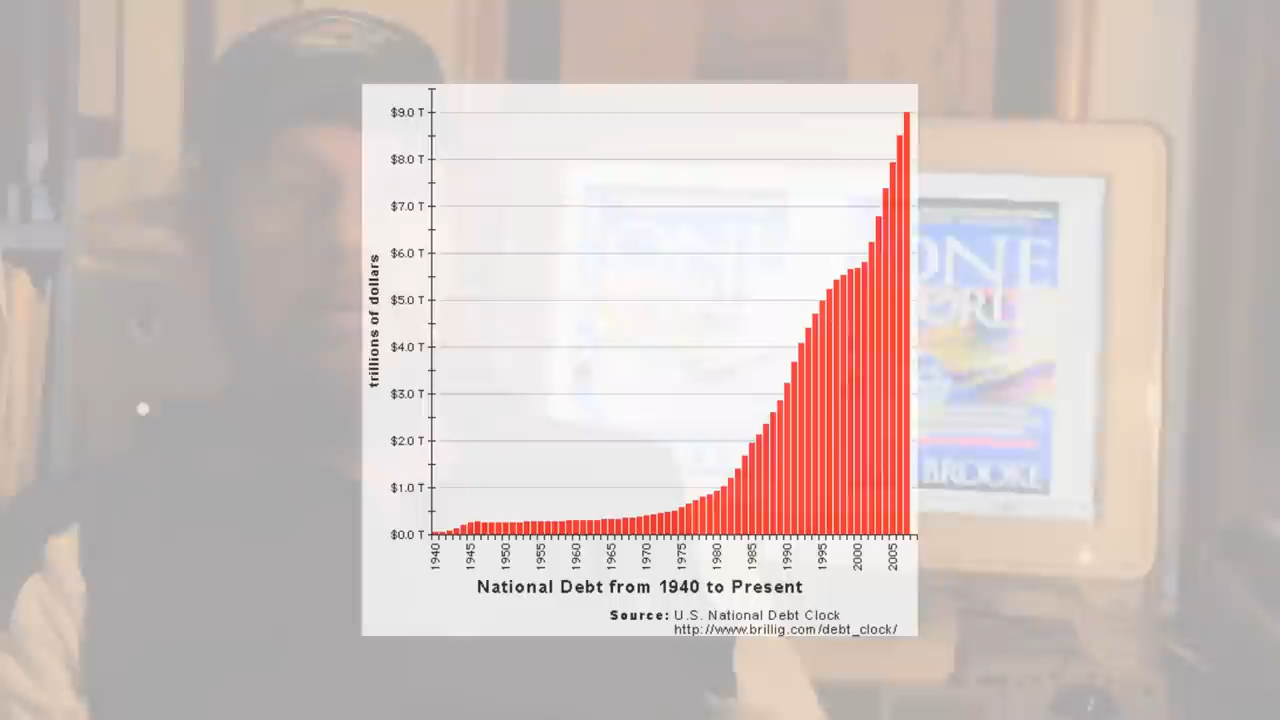 $9.0 T
$8.0 T
$7.0 T
$6.0 T
$5.0 T
$4.0 T
$3.0 T
$2.0 T
$1.0 T
$0.0 T
trillions of dollars
1940 1945 1950 1955 1960 1965 1970 1975 1980 1985 1990 1995 2000 2005
National Debt from 1940 to Present
Source: U.S. National Debt Clock
http://www.brillig.com/debt_clock/
ONE
BROOKE